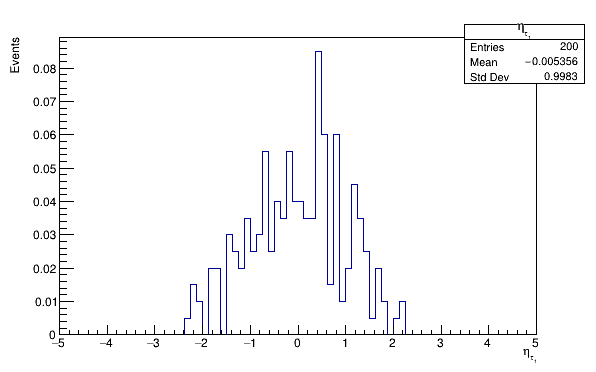 η_τ₁
Entries 200
Mean −0.005356
Std Dev 0.9983
Events
0.08
0.07
0.06
0.05
0.04
0.03
0.02
0.01
0
−5 −4 −3 −2 −1 0 1 2 3 4 5
η_τ₁